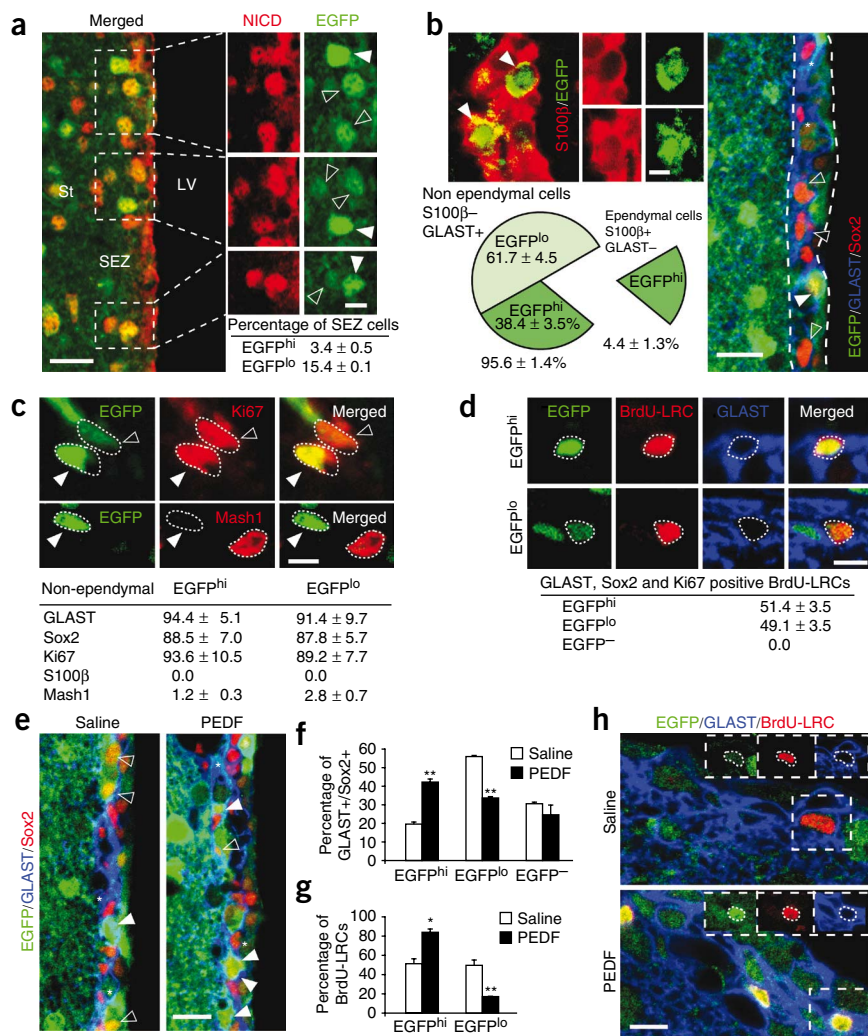 a
Merged
NICD
EGFP
St
LV
SEZ
Percentage of SEZ cells
EGFPhi 3.4 ± 0.5
EGFPlo 15.4 ± 0.1
b
S100β/EGFP
EGFP/GLAST/Sox2
*
*
Non ependymal cells
S100β–
GLAST+
EGFPlo
61.7 ± 4.5
EGFPhi
38.4 ± 3.5%
95.6 ± 1.4%
Ependymal cells
S100β+
GLAST–
EGFPhi
4.4 ± 1.3%
c
EGFP
Ki67
Merged
EGFP
Mash1
Merged
Non-ependymal EGFPhi EGFPlo
GLAST 94.4 ± 5.1 91.4 ± 9.7
Sox2 88.5 ± 7.0 87.8 ± 5.7
Ki67 93.6 ± 10.5 89.2 ± 7.7
S100β 0.0 0.0
Mash1 1.2 ± 0.3 2.8 ± 0.7
d
EGFP
BrdU-LRC
GLAST
Merged
EGFPhi
EGFPlo
GLAST, Sox2 and Ki67 positive BrdU-LRCs
EGFPhi 51.4 ± 3.5
EGFPlo 49.1 ± 3.5
EGFP– 0.0
e
Saline
PEDF
EGFP/GLAST/Sox2
*
*
*
*
f
Percentage of
GLAST+/Sox2+
60
50
40
30
20
10
0
Saline
PEDF
**
**
EGFPhi
EGFPlo
EGFP–
g
Percentage of
BrdU-LRCs
100
80
60
40
20
0
Saline
PEDF
*
**
EGFPhi
EGFPlo
h
EGFP/GLAST/BrdU-LRC
Saline
PEDF